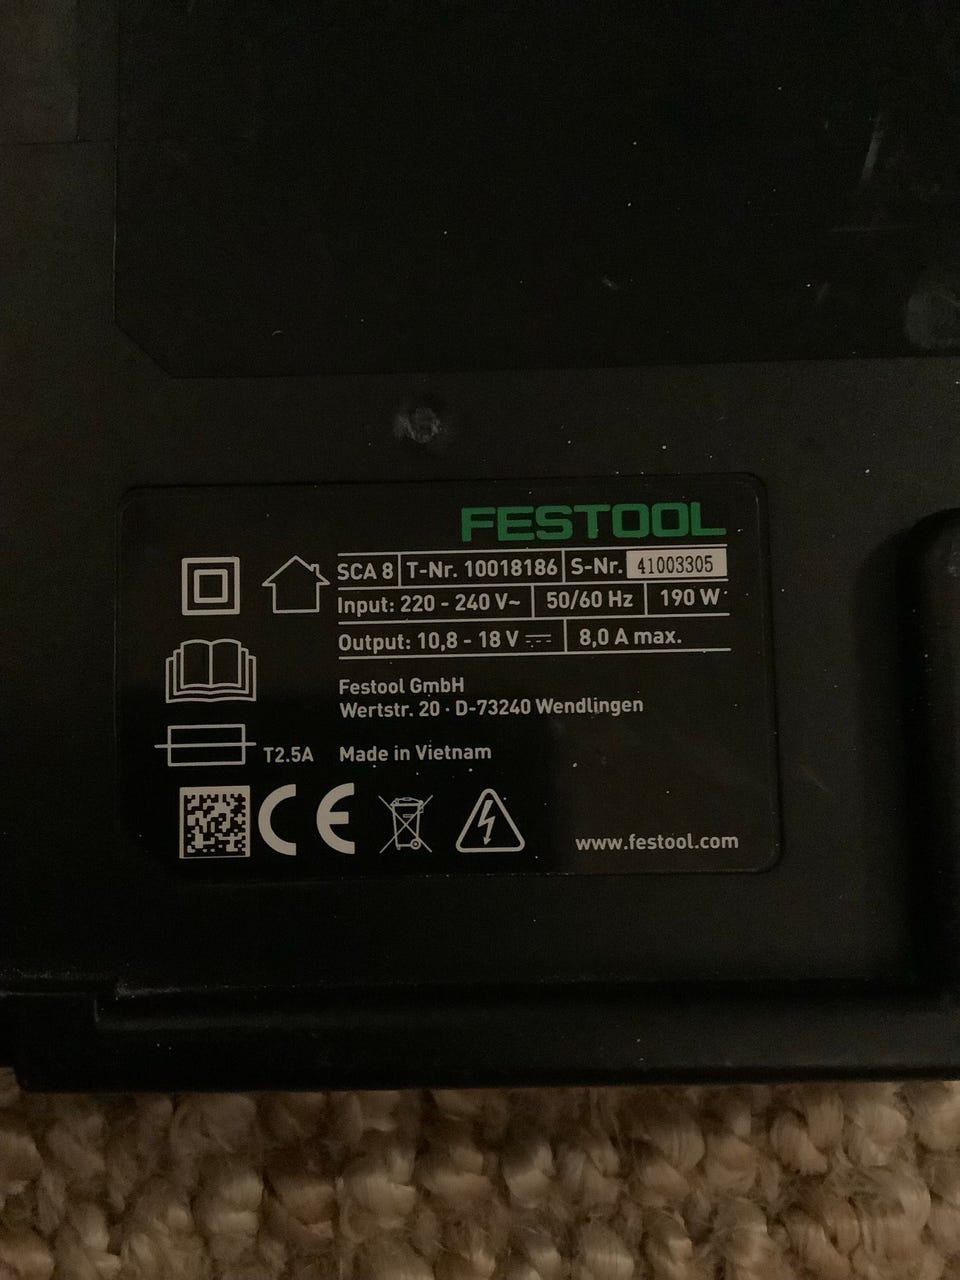 FESTOOL
SCA 8 T-Nr. 10018186 S-Nr. 41003305
Input: 220 - 240 V~ 50/60 Hz 190 W
Output: 10,8 - 18 V ⎓ 8,0 A max.
Festool GmbH
Wertstr. 20 · D-73240 Wendlingen
T2.5A Made in Vietnam
CE
www.festool.com